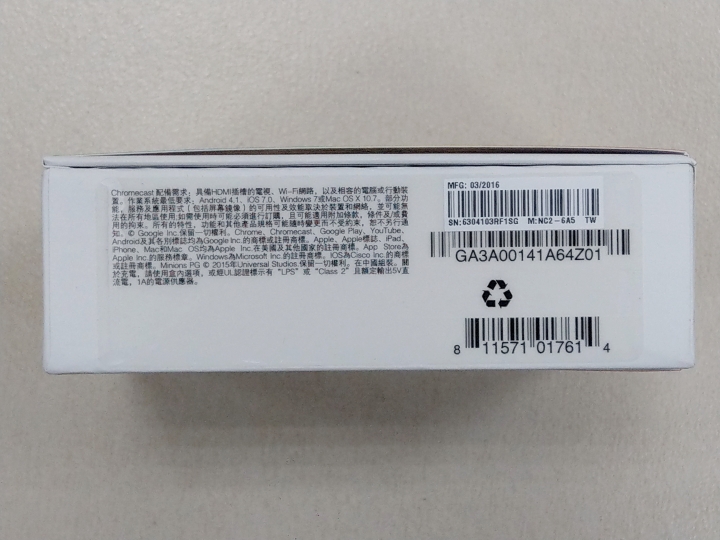 Chromecast 配備需求：具備HDMI插槽的電視、Wi-Fi網路，以及相容的電腦或行動裝
置。作業系統最低要求：Android 4.1、iOS 7.0、Windows 7或Mac OS X 10.7。部分功
能，服務及應用程式（包括屏幕鏡像）的可用性及效能取決於裝置和網絡，並可能無
法在所有地區使用;如需使用時可能必須進行訂購，且可能適用附加條款，條件及/或費
用的拘束。所有的特性，功能和其他產品規格可能隨時變更而不受約束，恕不另行通
知。© Google Inc.保留一切權利。Chrome、Chromecast、Google Play、YouTube、
Android及其各別標誌均為Google Inc.的商標或註冊商標。Apple、Apple標誌、iPad、
iPhone、Mac和Mac OS均為Apple Inc.在美國及其他國家的註冊商標。App Store為
Apple Inc.的服務標章。Windows為Microsoft Inc.的註冊商標。IOS為Cisco Inc.的商標
或註冊商標。Minions PG © 2015年Universal Studios 保留一切權利。在中國組裝。關
於充電，請使用盒內選項，或經UL認證標示有“LPS”或“Class 2”且額定輸出5V直
流電，1A的電源供應器。
MFG: 03/2016
SN:6304103RF1SG M:NC2-6A5 TW
GA3A00141A64Z01
8 11571 01761 4